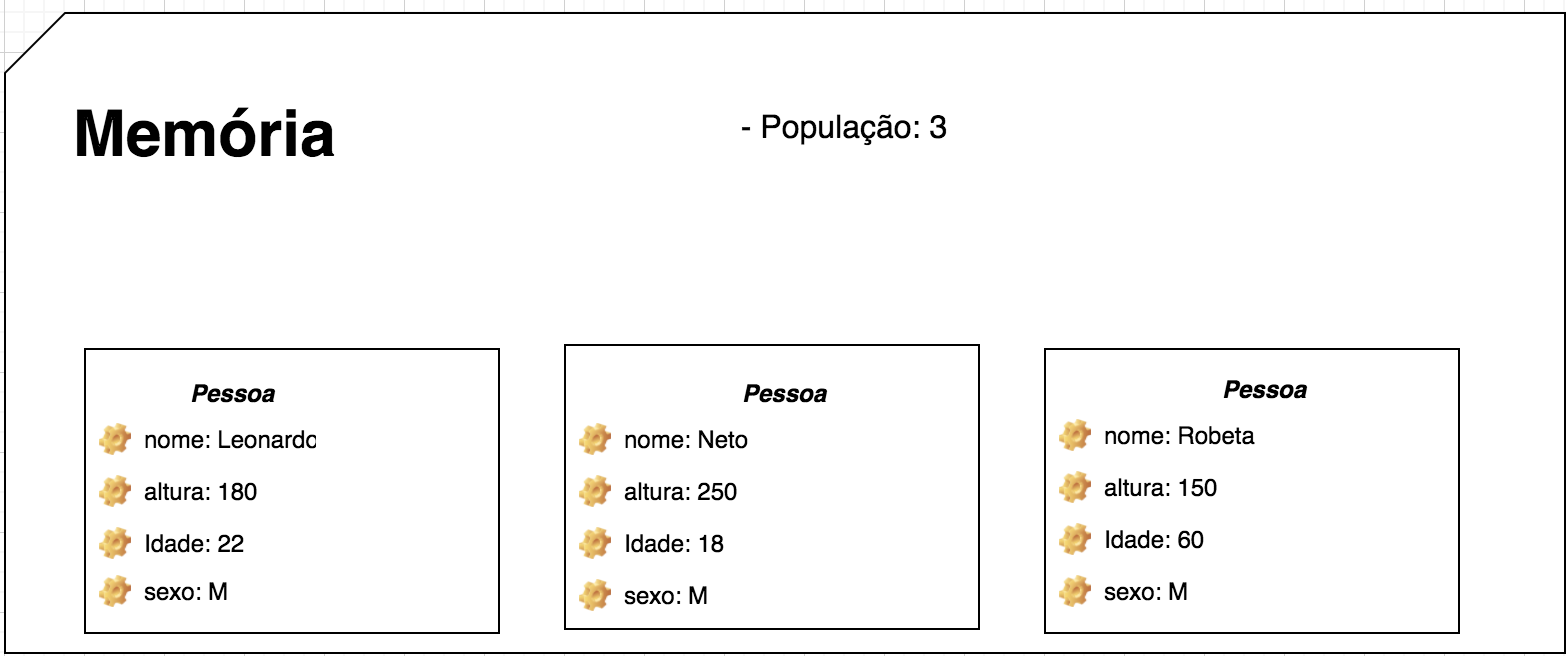 Memória
- População: 3
Pessoa
nome: Leonardo
altura: 180
Idade: 22
sexo: M
Pessoa
nome: Neto
altura: 250
Idade: 18
sexo: M
Pessoa
nome: Robeta
altura: 150
Idade: 60
sexo: M